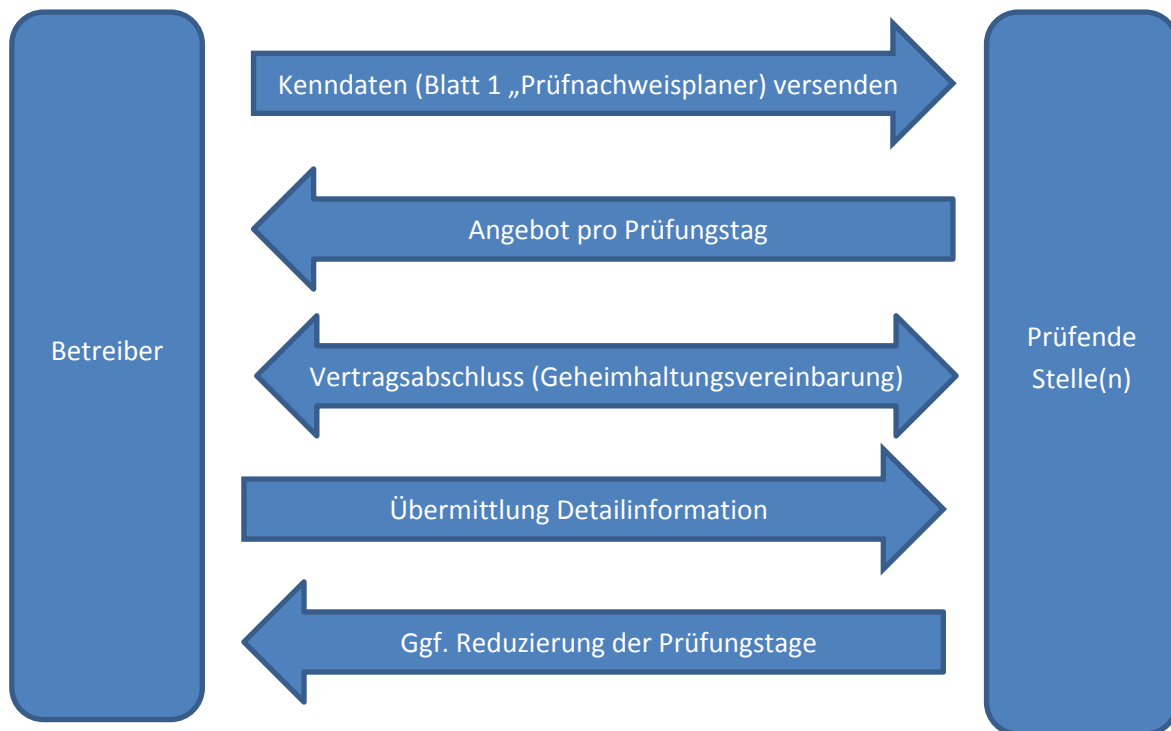 Betreiber
Kenndaten (Blatt 1 „Prüfnachweisplaner) versenden
Angebot pro Prüfungstag
Vertragsabschluss (Geheimhaltungsvereinbarung)
Übermittlung Detailinformation
Ggf. Reduzierung der Prüfungstage
Prüfende
Stelle(n)